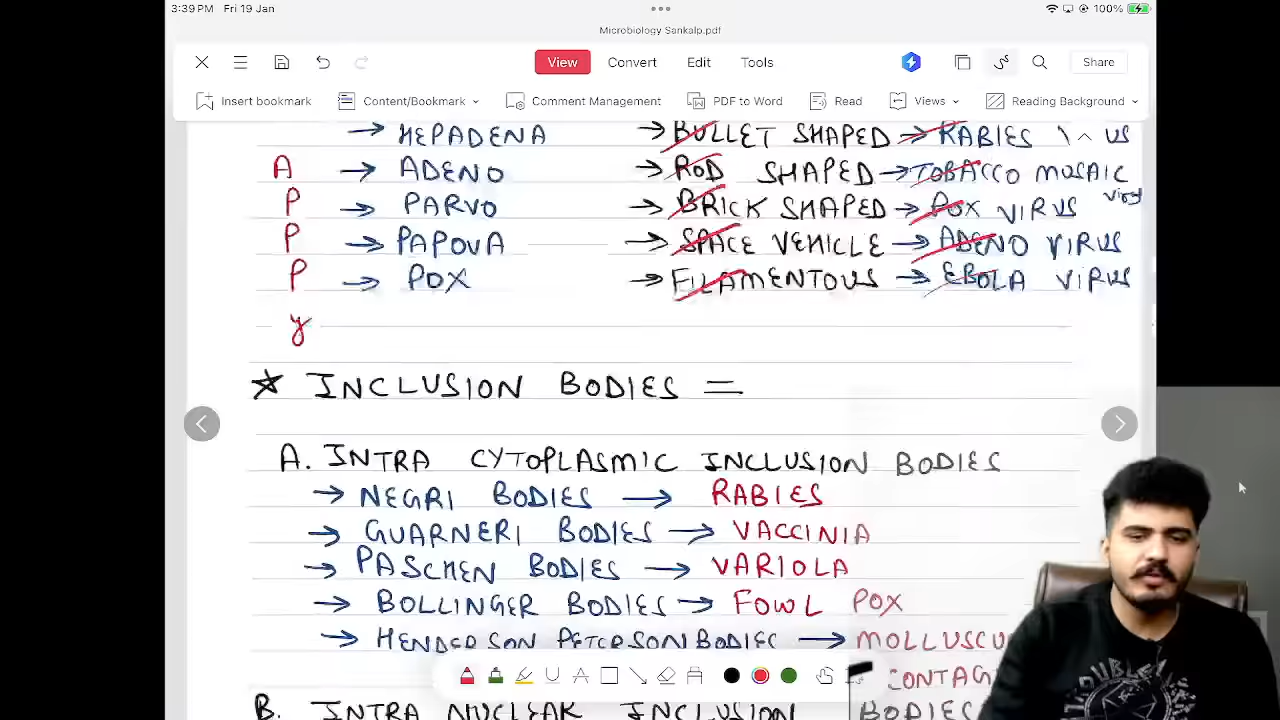 3:39 PM Fri 19 Jan
100%
Microbiology Sankalp.pdf
View Convert Edit Tools Share
Insert bookmark Content/Bookmark Comment Management PDF to Word Read Views Reading Background
→ HEPADENA → BULLET SHAPED → RABIES
A → ADENO → ROD SHAPED → TOBACCO MOSAIC virus
P → PARVO → BRICK SHAPED → POX VIRUS
P → PAPOVA → SPACE VEHICLE → ADENO VIRUS
P → POX → FILAMENTOUS → EBOLA VIRUS
y
★ INCLUSION BODIES =
A. INTRA CYTOPLASMIC INCLUSION BODIES
→ NEGRI BODIES → RABIES
→ GUARNERI BODIES → VACCINIA
→ PASCHEN BODIES → VARIOLA
→ BOLLINGER BODIES → FOWL POX
→ HENDERSON PETERSON BODIES → MOLLUSCU
CONTAG
B. INTRA NUCLEAR INCLUSION BODIES